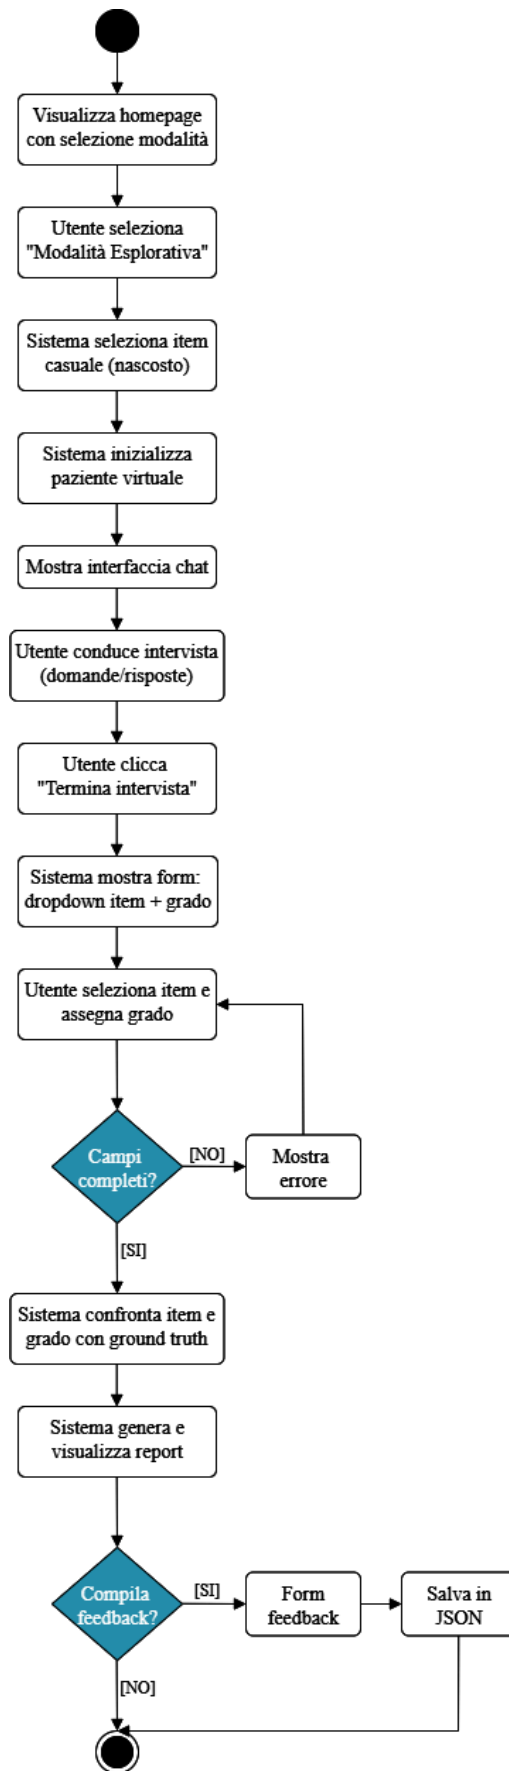 Visualizza homepage
con selezione modalità
Utente seleziona
"Modalità Esplorativa"
Sistema seleziona item
casuale (nascosto)
Sistema inizializza
paziente virtuale
Mostra interfaccia chat
Utente conduce intervista
(domande/risposte)
Utente clicca
"Termina intervista"
Sistema mostra form:
dropdown item + grado
Utente seleziona item e
assegna grado
Campi
completi?
[NO]
Mostra
errore
[SI]
Sistema confronta item e
grado con ground truth
Sistema genera e
visualizza report
Compila
feedback?
[SI]
Form
feedback
Salva in
JSON
[NO]